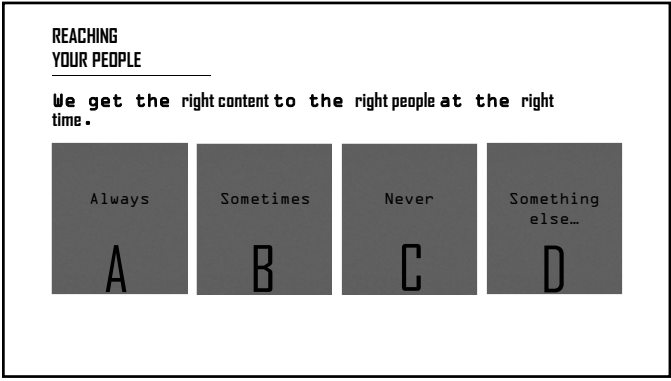 REACHING
YOUR PEOPLE
We get the right content to the right people at the right
time.
Always
Sometimes
Never
Something
else…
A
B
C
D